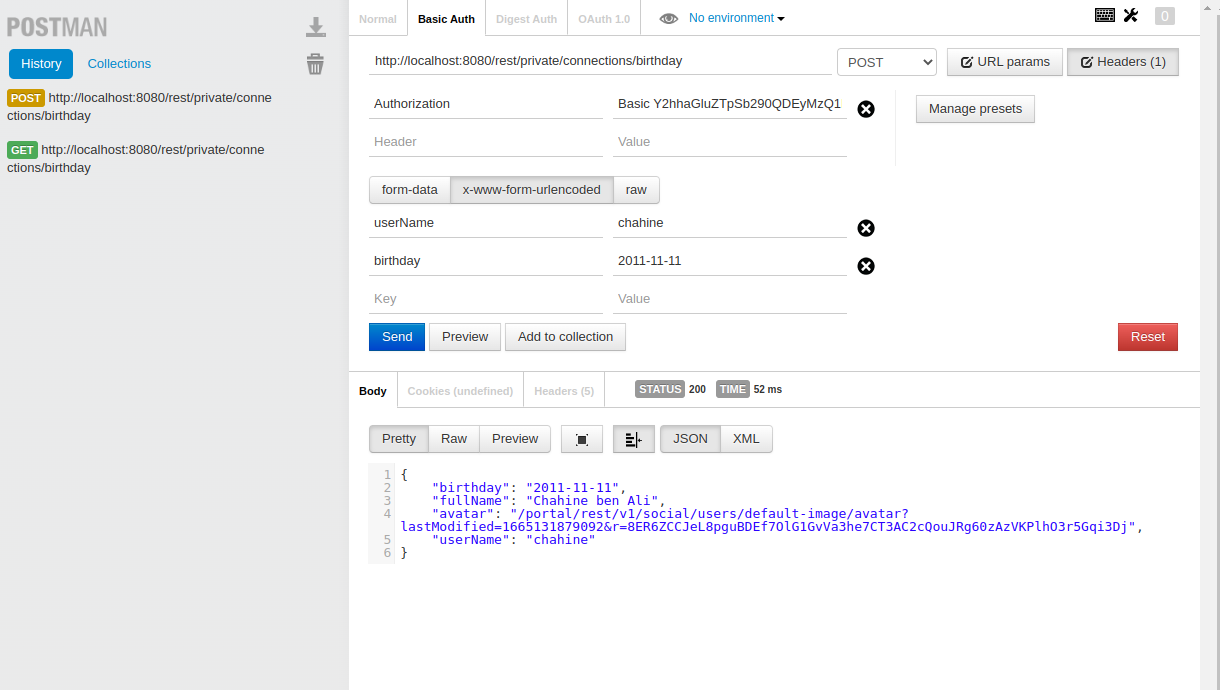 POSTMAN
History
Collections
POST http://localhost:8080/rest/private/conne
ctions/birthday
GET http://localhost:8080/rest/private/conne
ctions/birthday
Normal
Basic Auth
Digest Auth
OAuth 1.0
No environment
0
http://localhost:8080/rest/private/connections/birthday
POST
URL params
Headers (1)
Authorization
Basic Y2hhaGluZTpSb290QDEyMzQ1
Manage presets
Header
Value
form-data
x-www-form-urlencoded
raw
userName
chahine
birthday
2011-11-11
Key
Value
Send
Preview
Add to collection
Reset
Body
Cookies (undefined)
Headers (5)
STATUS 200
TIME 52 ms
Pretty
Raw
Preview
JSON
XML
1 {
2 "birthday": "2011-11-11",
3 "fullName": "Chahine ben Ali",
4 "avatar": "/portal/rest/v1/social/users/default-image/avatar?
lastModified=1665131879092&r=8ER6ZCCJeL8pguBDEf7OlG1GvVa3he7CT3AC2cQouJRg60zAzVKPlhO3r5Gqi3Dj",
5 "userName": "chahine"
6 }